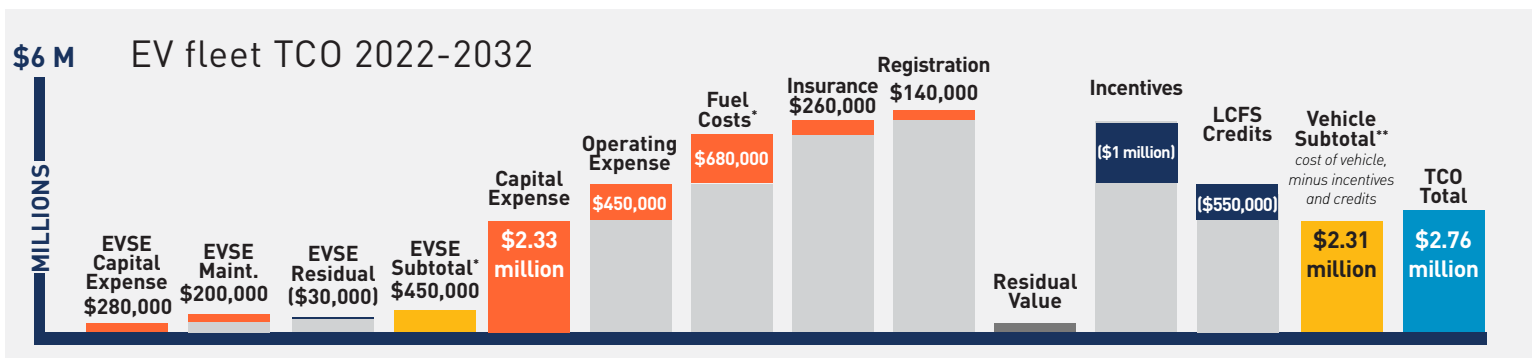 EV fleet TCO 2022-2032
$6 M
MILLIONS
EVSE
Capital
Expense
$280,000
EVSE
Maint.
$200,000
EVSE
Residual
($30,000)
EVSE
Subtotal*
$450,000
Capital
Expense
$2.33
million
Operating
Expense
$450,000
Fuel
Costs*
$680,000
Insurance
$260,000
Registration
$140,000
Residual
Value
Incentives
($1 million)
LCFS
Credits
($550,000)
Vehicle
Subtotal**
cost of vehicle,
minus incentives
and credits
$2.31
million
TCO
Total
$2.76
million